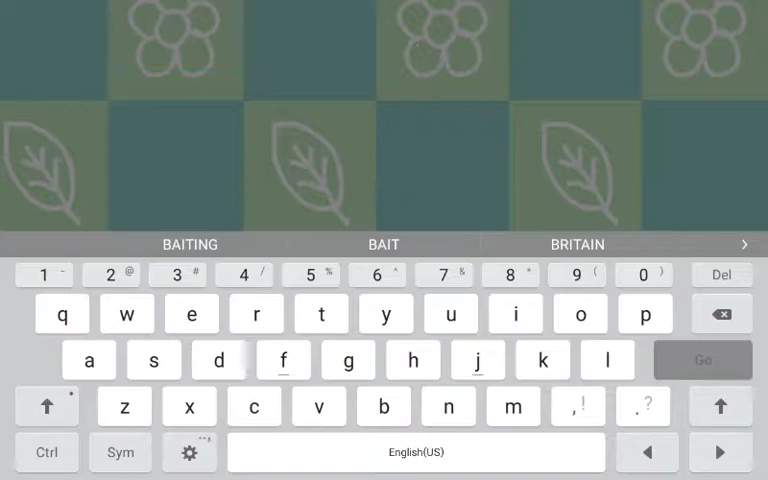 BAITING BAIT BRITAIN >
1 - 2 @ 3 # 4 / 5 % 6 ^ 7 & 8 * 9 ( 0 ) Del
q w e r t y u i o p
a s d f g h j k l Go
z x c v b n m , ! . ?
Ctrl Sym English(US)